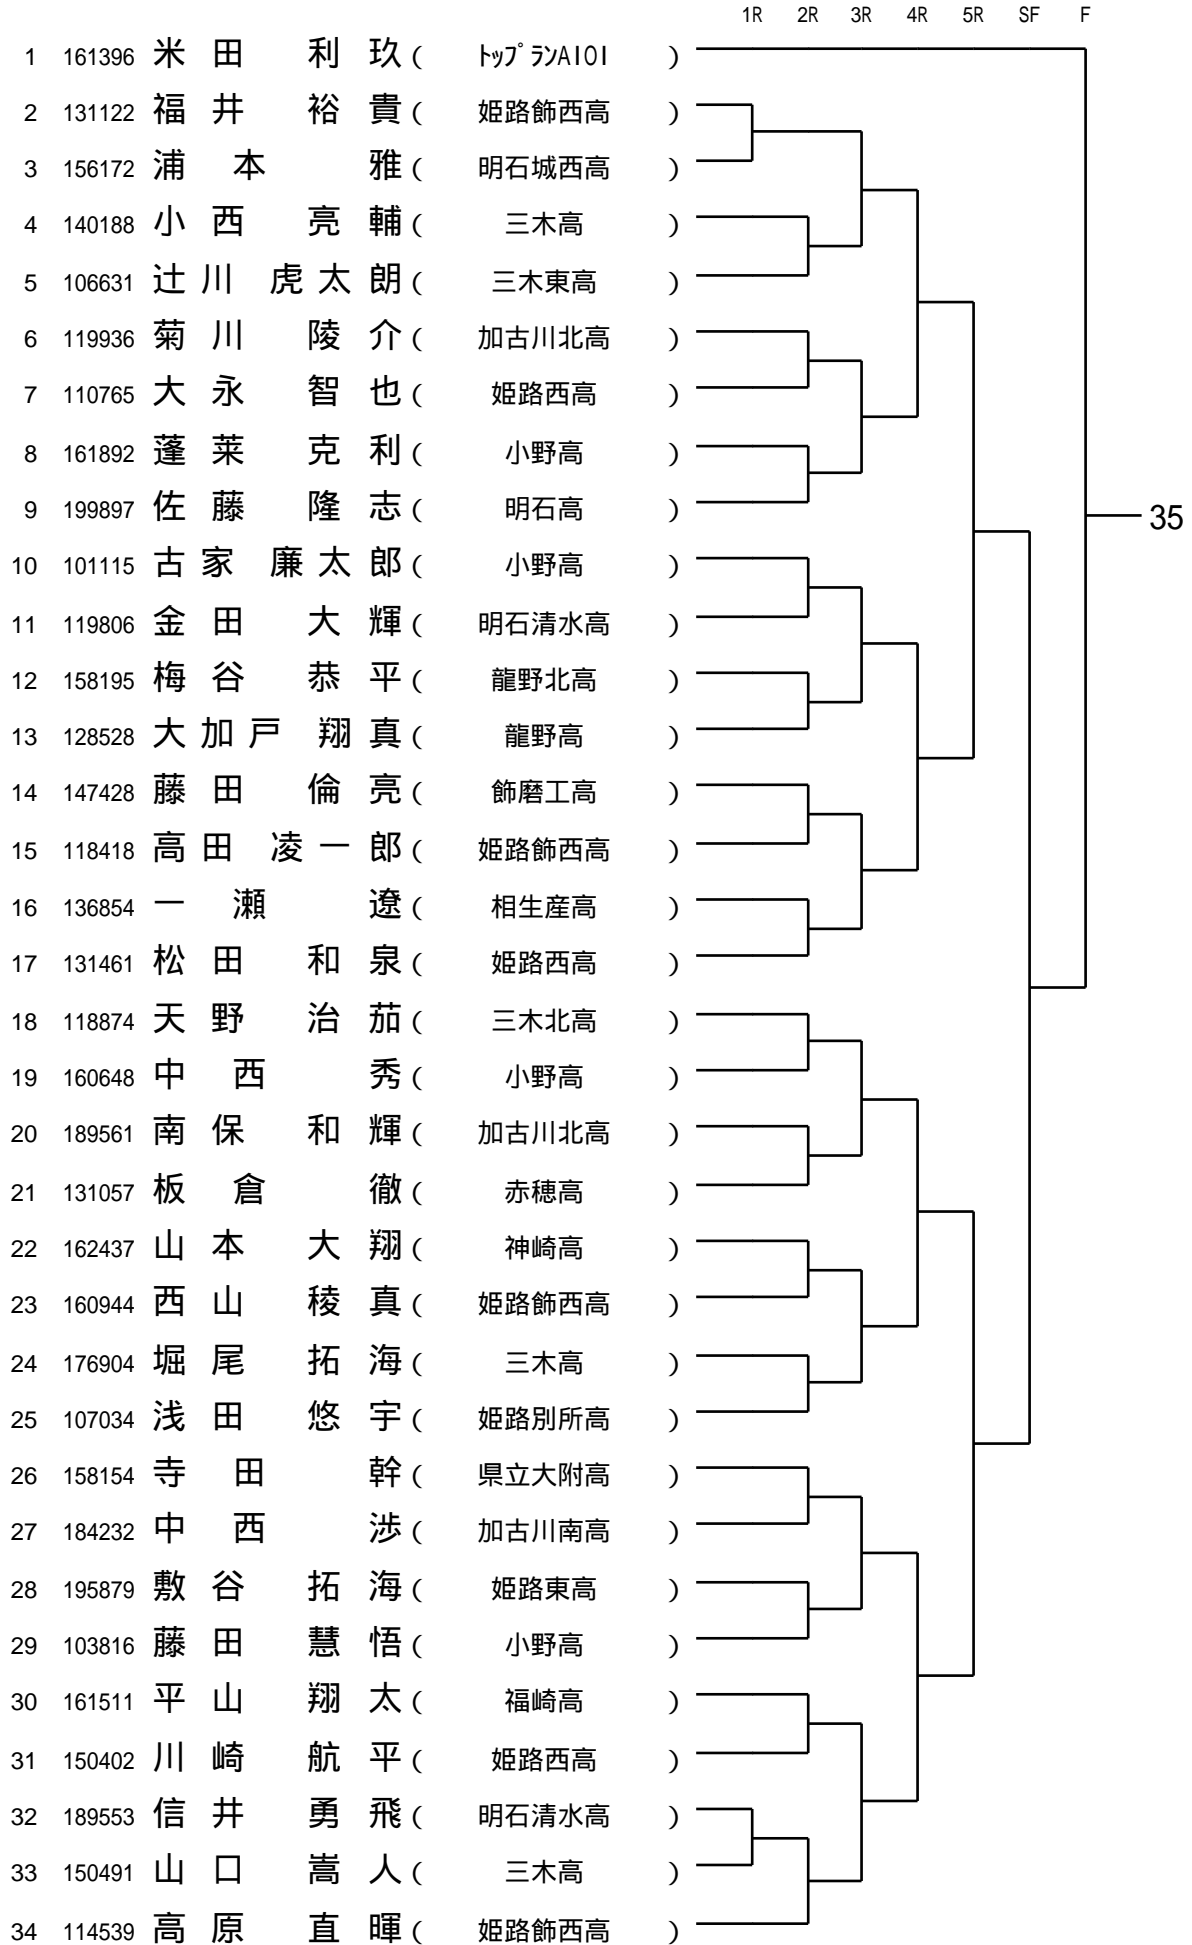 1R 2R 3R 4R 5R SF F
1 161396 米田 利玖 ( トップランAIOI )
2 131122 福井 裕貴 ( 姫路飾西高 )
3 156172 浦本 雅 ( 明石城西高 )
4 140188 小西 亮輔 ( 三木高 )
5 106631 辻川 虎太朗 ( 三木東高 )
6 119936 菊川 陵介 ( 加古川北高 )
7 110765 大永 智也 ( 姫路西高 )
8 161892 蓬莱 克利 ( 小野高 )
9 199897 佐藤 隆志 ( 明石高 )
35
10 101115 古家 廉太郎 ( 小野高 )
11 119806 金田 大輝 ( 明石清水高 )
12 158195 梅谷 恭平 ( 龍野北高 )
13 128528 大加戸 翔真 ( 龍野高 )
14 147428 藤田 倫亮 ( 飾磨工高 )
15 118418 高田 凌一郎 ( 姫路飾西高 )
16 136854 一瀬 遼 ( 相生産高 )
17 131461 松田 和泉 ( 姫路西高 )
18 118874 天野 治茄 ( 三木北高 )
19 160648 中西 秀 ( 小野高 )
20 189561 南保 和輝 ( 加古川北高 )
21 131057 板倉 徹 ( 赤穂高 )
22 162437 山本 大翔 ( 神崎高 )
23 160944 西山 稜真 ( 姫路飾西高 )
24 176904 堀尾 拓海 ( 三木高 )
25 107034 浅田 悠宇 ( 姫路別所高 )
26 158154 寺田 幹 ( 県立大附高 )
27 184232 中西 渉 ( 加古川南高 )
28 195879 敷谷 拓海 ( 姫路東高 )
29 103816 藤田 慧悟 ( 小野高 )
30 161511 平山 翔太 ( 福崎高 )
31 150402 川崎 航平 ( 姫路西高 )
32 189553 信井 勇飛 ( 明石清水高 )
33 150491 山口 嵩人 ( 三木高 )
34 114539 高原 直暉 ( 姫路飾西高 )